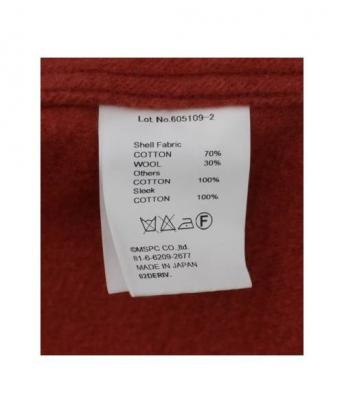 Lot No.605109-2
Shell Fabric
COTTON 70%
WOOL 30%
Others
COTTON 100%
Sleek
COTTON 100%
F
©MSPC CO.,ltd.
81-6-6209-2677
MADE IN JAPAN
02DERIV.